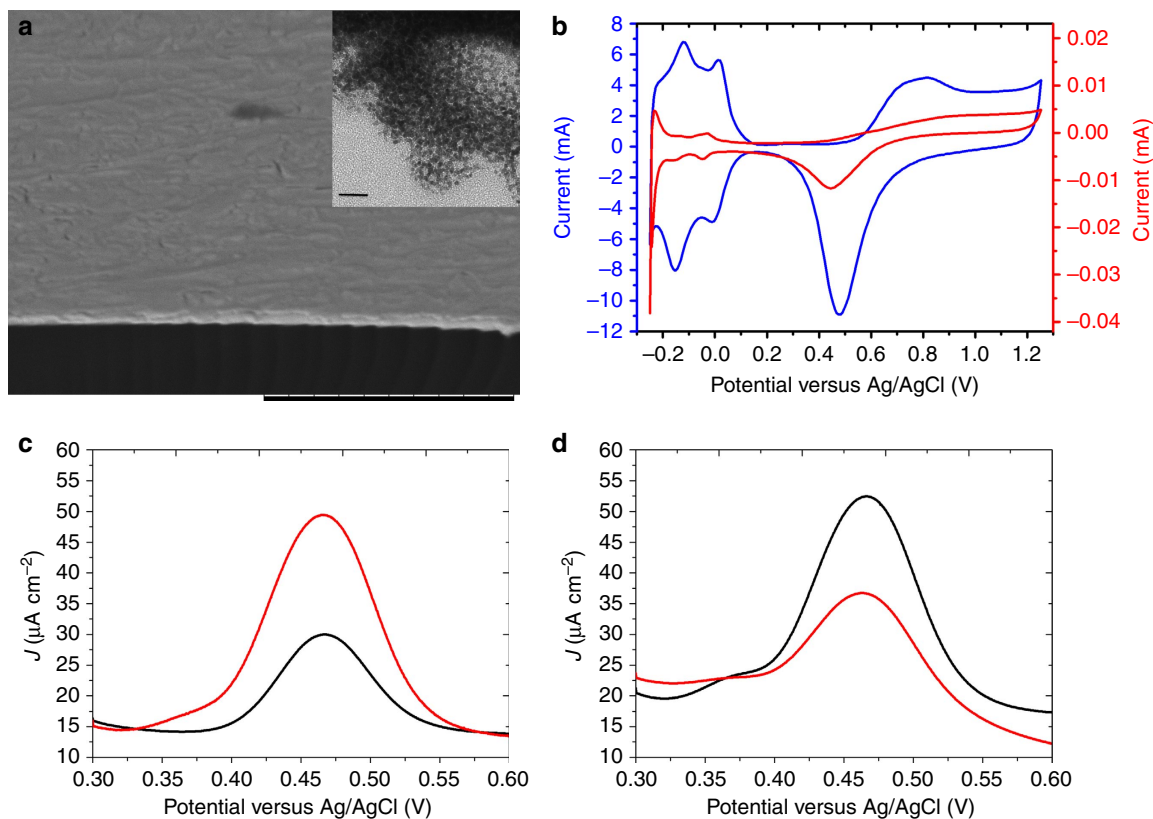 a
b
8
6
4
2
0
−2
−4
−6
−8
−10
−12
Current (mA)
0.02
0.01
0.00
−0.01
−0.02
−0.03
−0.04
Current (mA)
−0.2 0.0 0.2 0.4 0.6 0.8 1.0 1.2
Potential versus Ag/AgCl (V)
c
60
55
50
45
40
35
30
25
20
15
10
J (μA cm−2)
0.30 0.35 0.40 0.45 0.50 0.55 0.60
Potential versus Ag/AgCl (V)
d
60
55
50
45
40
35
30
25
20
15
10
J (μA cm−2)
0.30 0.35 0.40 0.45 0.50 0.55 0.60
Potential versus Ag/AgCl (V)